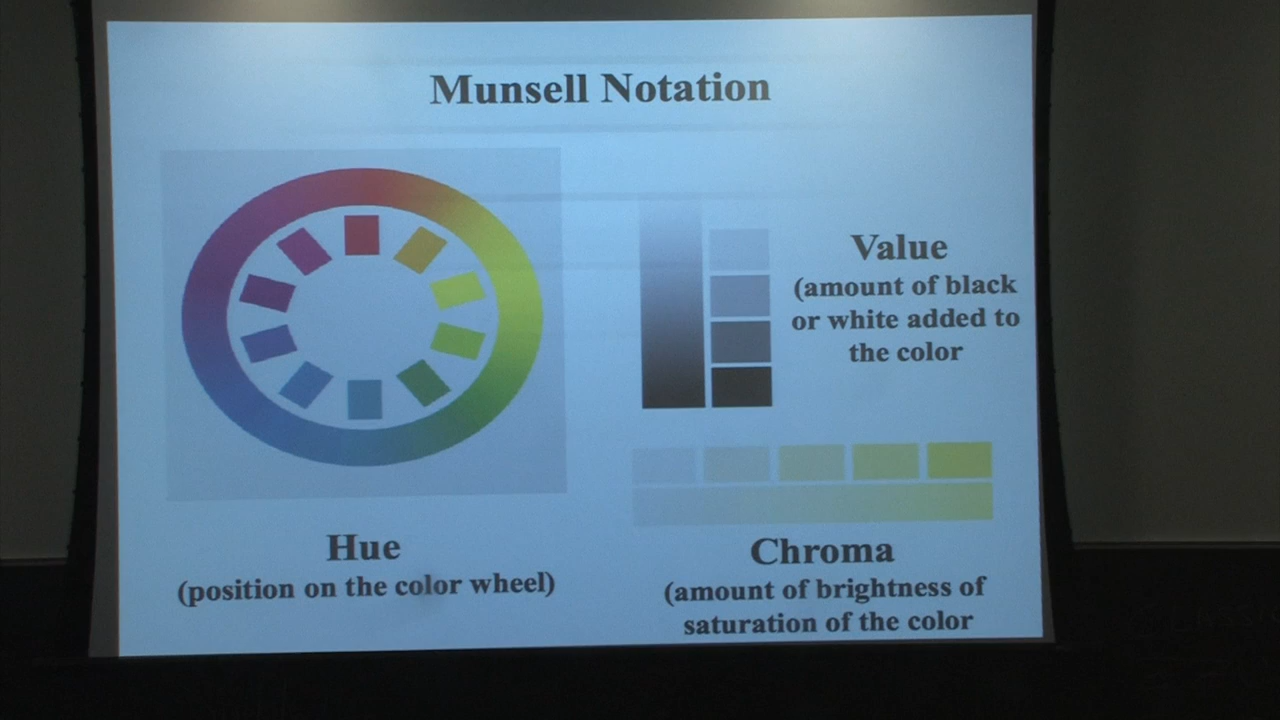 Munsell Notation
Value
(amount of black
or white added to
the color
Hue
(position on the color wheel)
Chroma
(amount of brightness of
saturation of the color